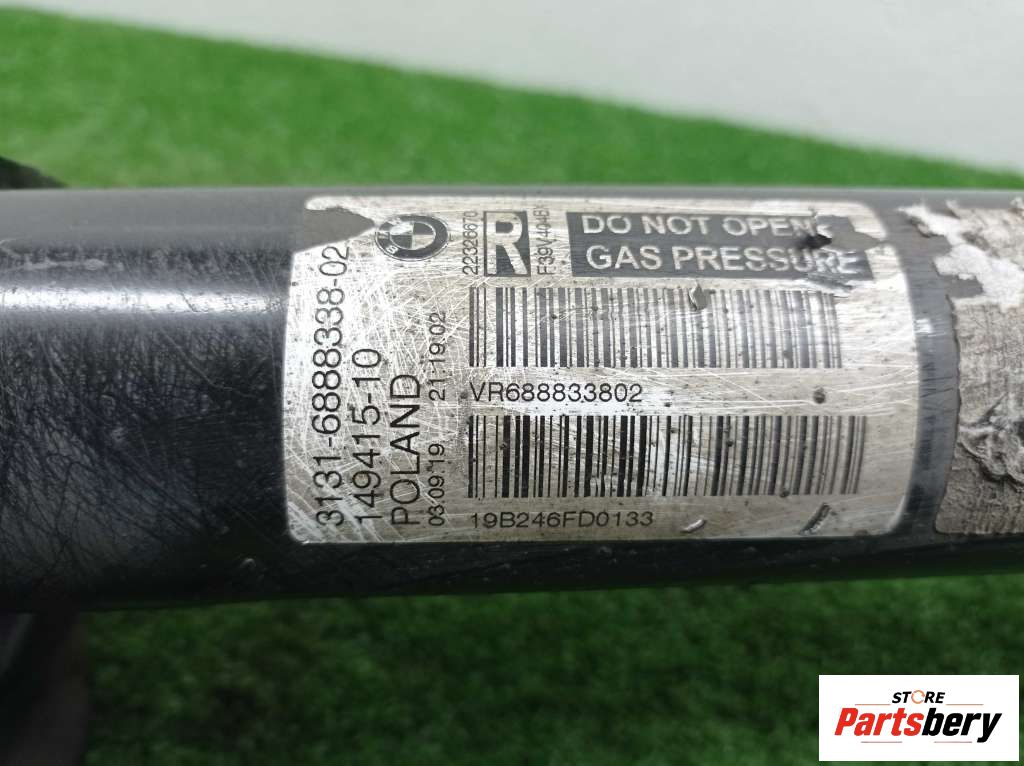 3131-6888338-02
149415-10
POLAND
03.09.19 21:19:02
22326670
R
DO NOT OPEN
GAS PRESSURE
VR688833802
19B246FD0133
STORE
Partsbery